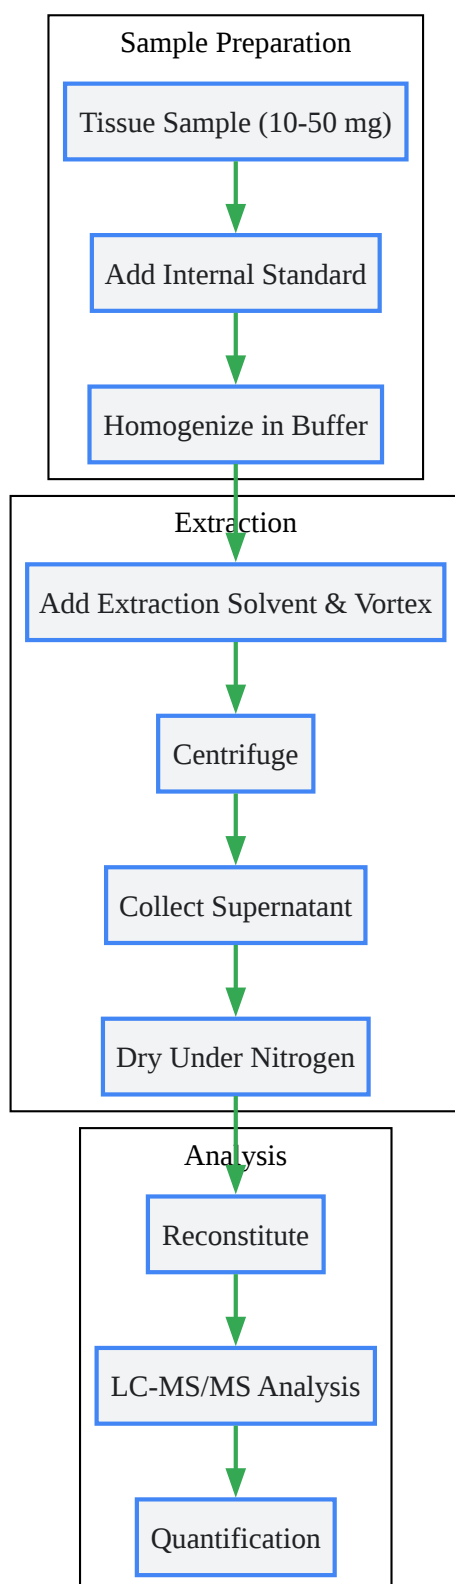 Sample Preparation
Tissue Sample (10-50 mg)
Add Internal Standard
Homogenize in Buffer
Extraction
Add Extraction Solvent & Vortex
Centrifuge
Collect Supernatant
Dry Under Nitrogen
Analysis
Reconstitute
LC-MS/MS Analysis
Quantification